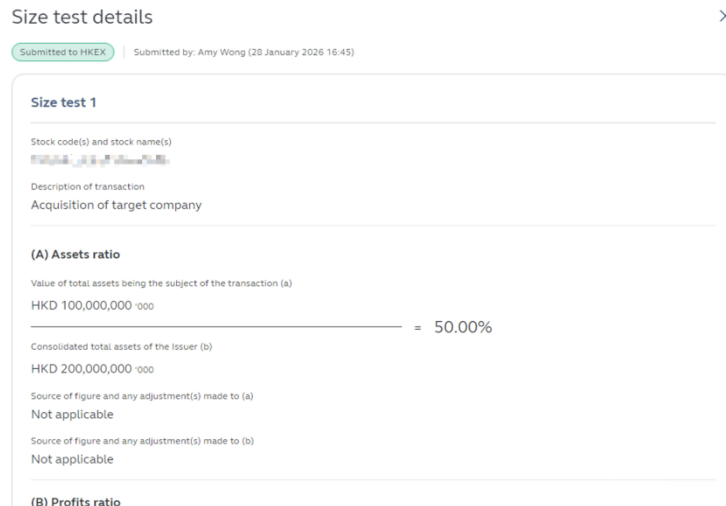 Size test details
Submitted to HKEX
Submitted by: Amy Wong (28 January 2026 16:45)
Size test 1
Stock code(s) and stock name(s)
Description of transaction
Acquisition of target company
(A) Assets ratio
Value of total assets being the subject of the transaction (a)
HKD 100,000,000 '000
= 50.00%
Consolidated total assets of the Issuer (b)
HKD 200,000,000 '000
Source of figure and any adjustment(s) made to (a)
Not applicable
Source of figure and any adjustment(s) made to (b)
Not applicable
(B) Profits ratio